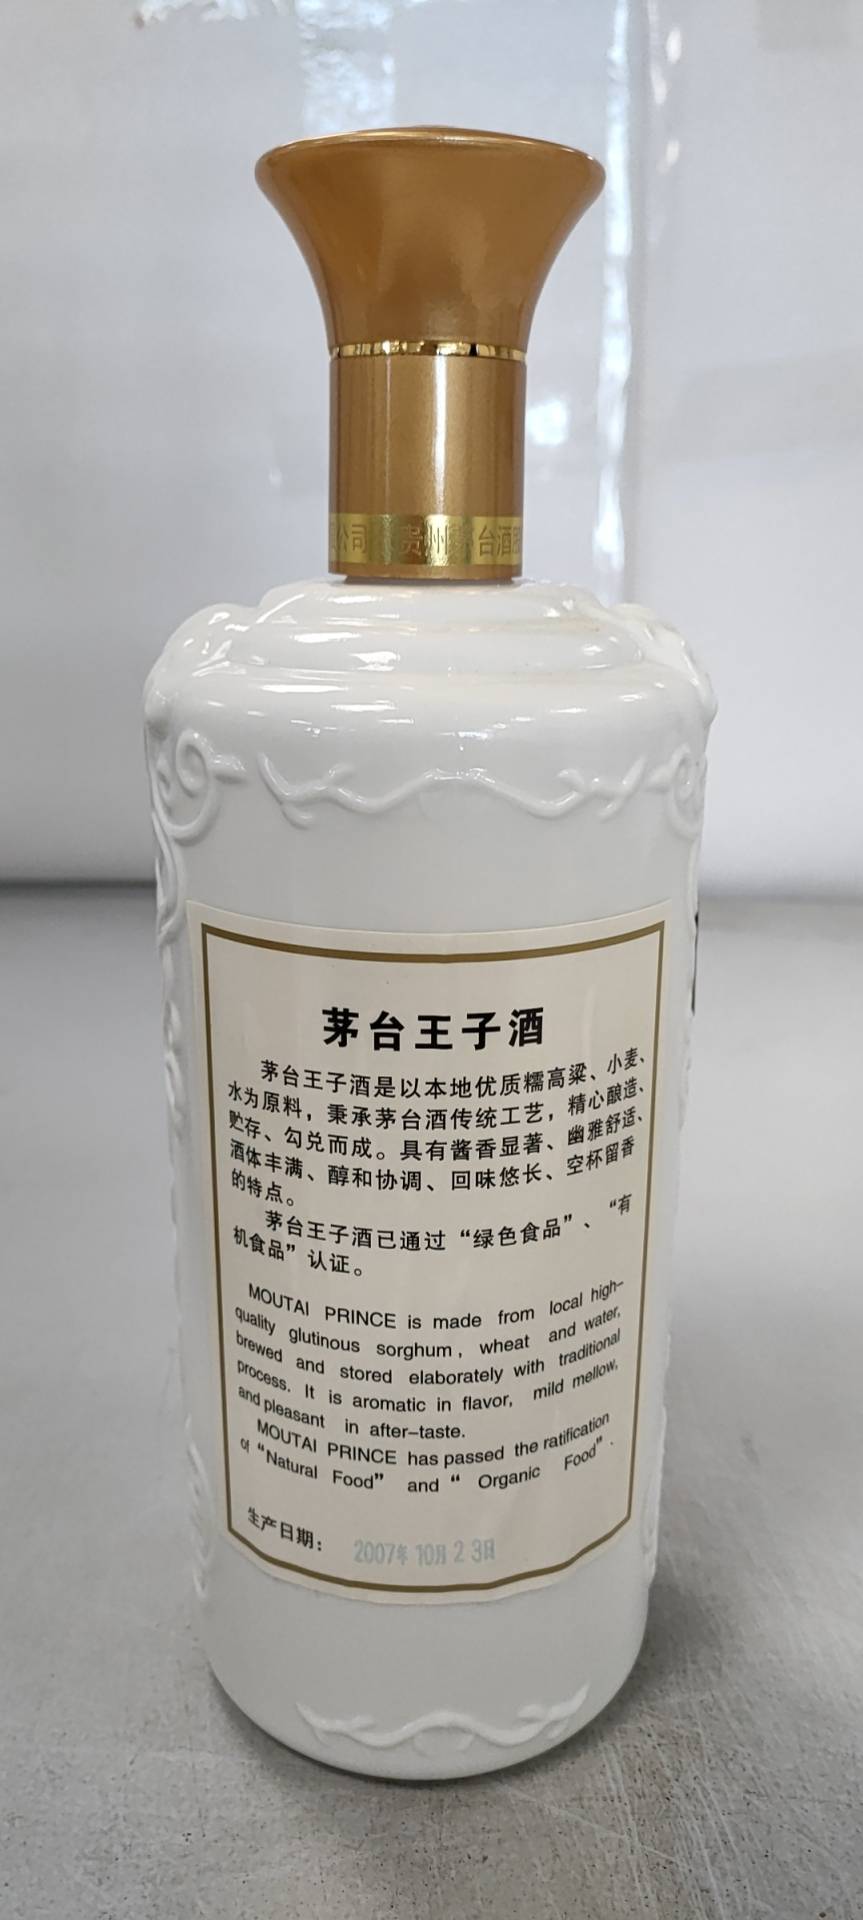 公司
贵州茅台酒
茅台王子酒
茅台王子酒是以本地优质糯高粱、小麦、
水为原料，秉承茅台酒传统工艺，精心酿造、
贮存、勾兑而成。具有酱香显著、幽雅舒适、
酒体丰满、醇和协调、回味悠长、空杯留香
的特点。
茅台王子酒已通过“绿色食品”、“有
机食品”认证。
MOUTAI PRINCE is made from local high-
quality glutinous sorghum, wheat and water,
brewed and stored elaborately with traditional
process. It is aromatic in flavor, mild mellow,
and pleasant in after-taste.
MOUTAI PRINCE has passed the ratification
of “Natural Food” and “ Organic Food”.
生产日期： 2007年10月23日